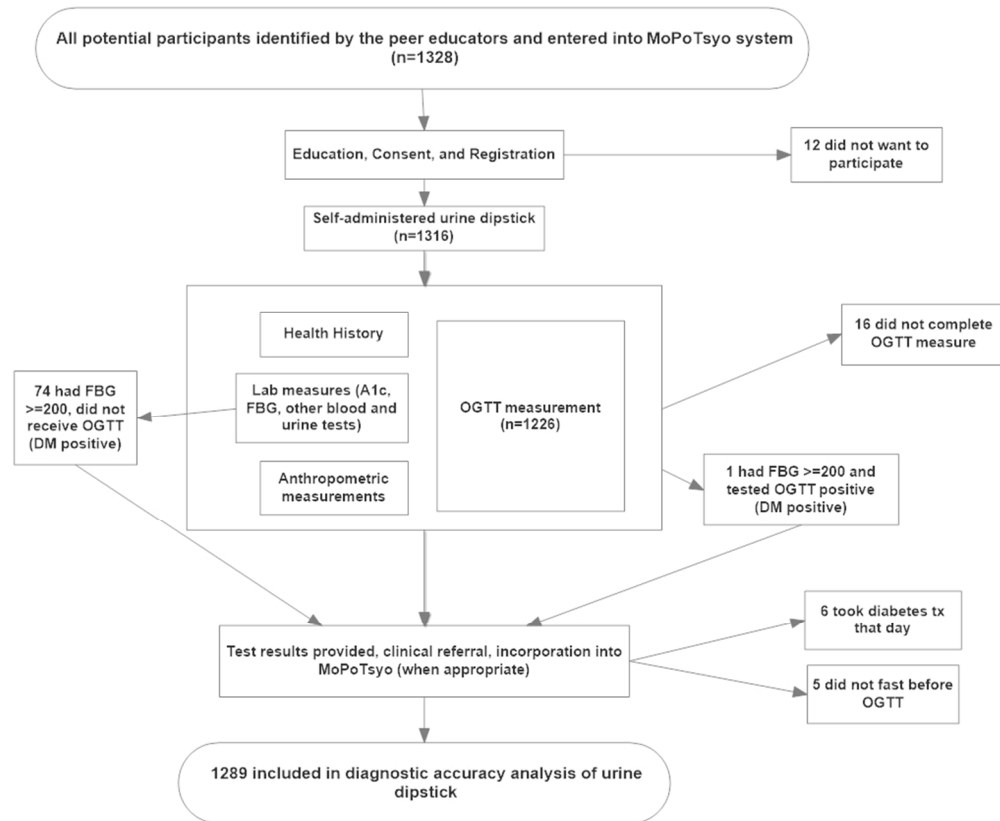 All potential participants identified by the peer educators and entered into MoPoTsyo system
(n=1328)
Education, Consent, and Registration
12 did not want to
participate
Self-administered urine dipstick
(n=1316)
Health History
16 did not complete
OGTT measure
74 had FBG
>=200, did not
receive OGTT
(DM positive)
Lab measures (A1c,
FBG, other blood and
urine tests)
OGTT measurement
(n=1226)
Anthropometric
measurements
1 had FBG >=200 and
tested OGTT positive
(DM positive)
6 took diabetes tx
that day
Test results provided, clinical referral, incorporation into
MoPoTsyo (when appropriate)
5 did not fast before
OGTT
1289 included in diagnostic accuracy analysis of urine
dipstick